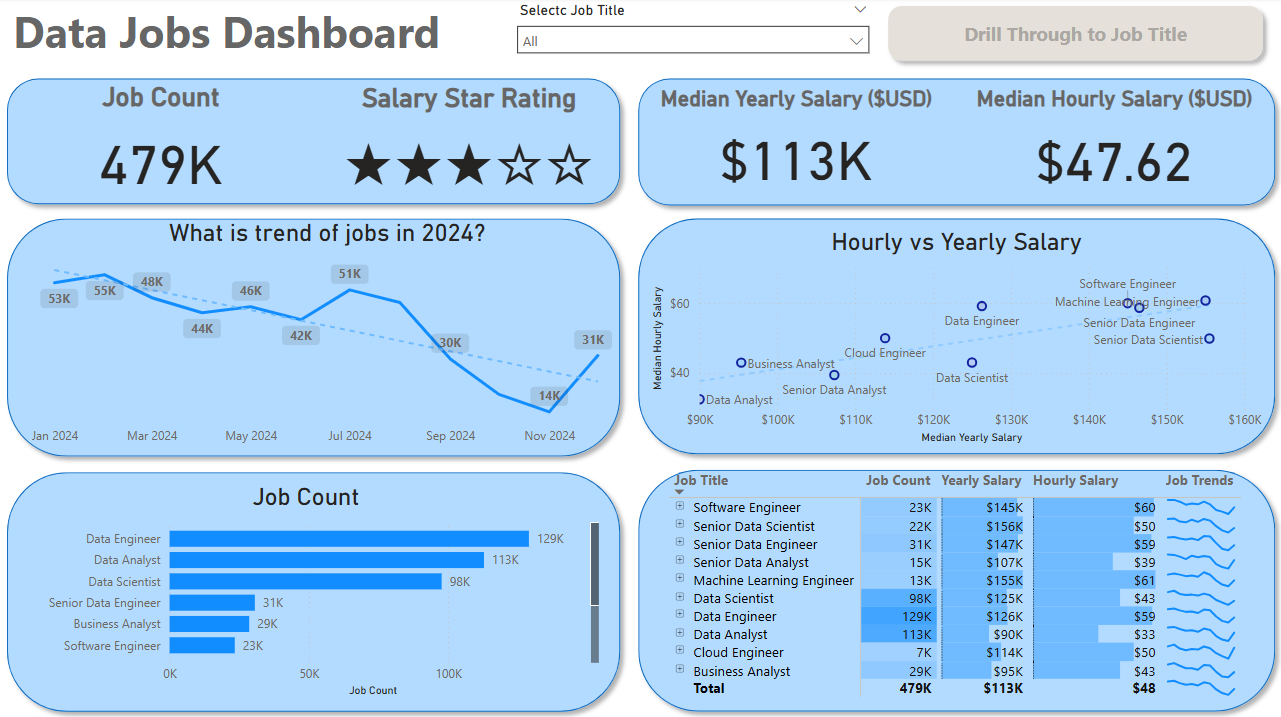 Data Jobs Dashboard
Selectc Job Title
All
Drill Through to Job Title
Job Count
Salary Star Rating
479K
★★★☆☆
Median Yearly Salary ($USD)
Median Hourly Salary ($USD)
$113K
$47.62
What is trend of jobs in 2024?
53K
55K
48K
44K
46K
42K
51K
30K
14K
31K
Jan 2024 Mar 2024 May 2024 Jul 2024 Sep 2024 Nov 2024
Hourly vs Yearly Salary
Median Hourly Salary
$60
$40
Software Engineer
Machine Learning Engineer
Data Engineer
Senior Data Engineer
Senior Data Scientist
Cloud Engineer
Business Analyst
Data Scientist
Senior Data Analyst
Data Analyst
$90K $100K $110K $120K $130K $140K $150K $160K
Median Yearly Salary
Job Count
Data Engineer 129K
Data Analyst 113K
Data Scientist 98K
Senior Data Engineer 31K
Business Analyst 29K
Software Engineer 23K
0K 50K 100K
Job Count
Job Title Job Count Yearly Salary Hourly Salary Job Trends
Software Engineer 23K $145K $60
Senior Data Scientist 22K $156K $50
Senior Data Engineer 31K $147K $59
Senior Data Analyst 15K $107K $39
Machine Learning Engineer 13K $155K $61
Data Scientist 98K $125K $43
Data Engineer 129K $126K $59
Data Analyst 113K $90K $33
Cloud Engineer 7K $114K $50
Business Analyst 29K $95K $43
Total 479K $113K $48